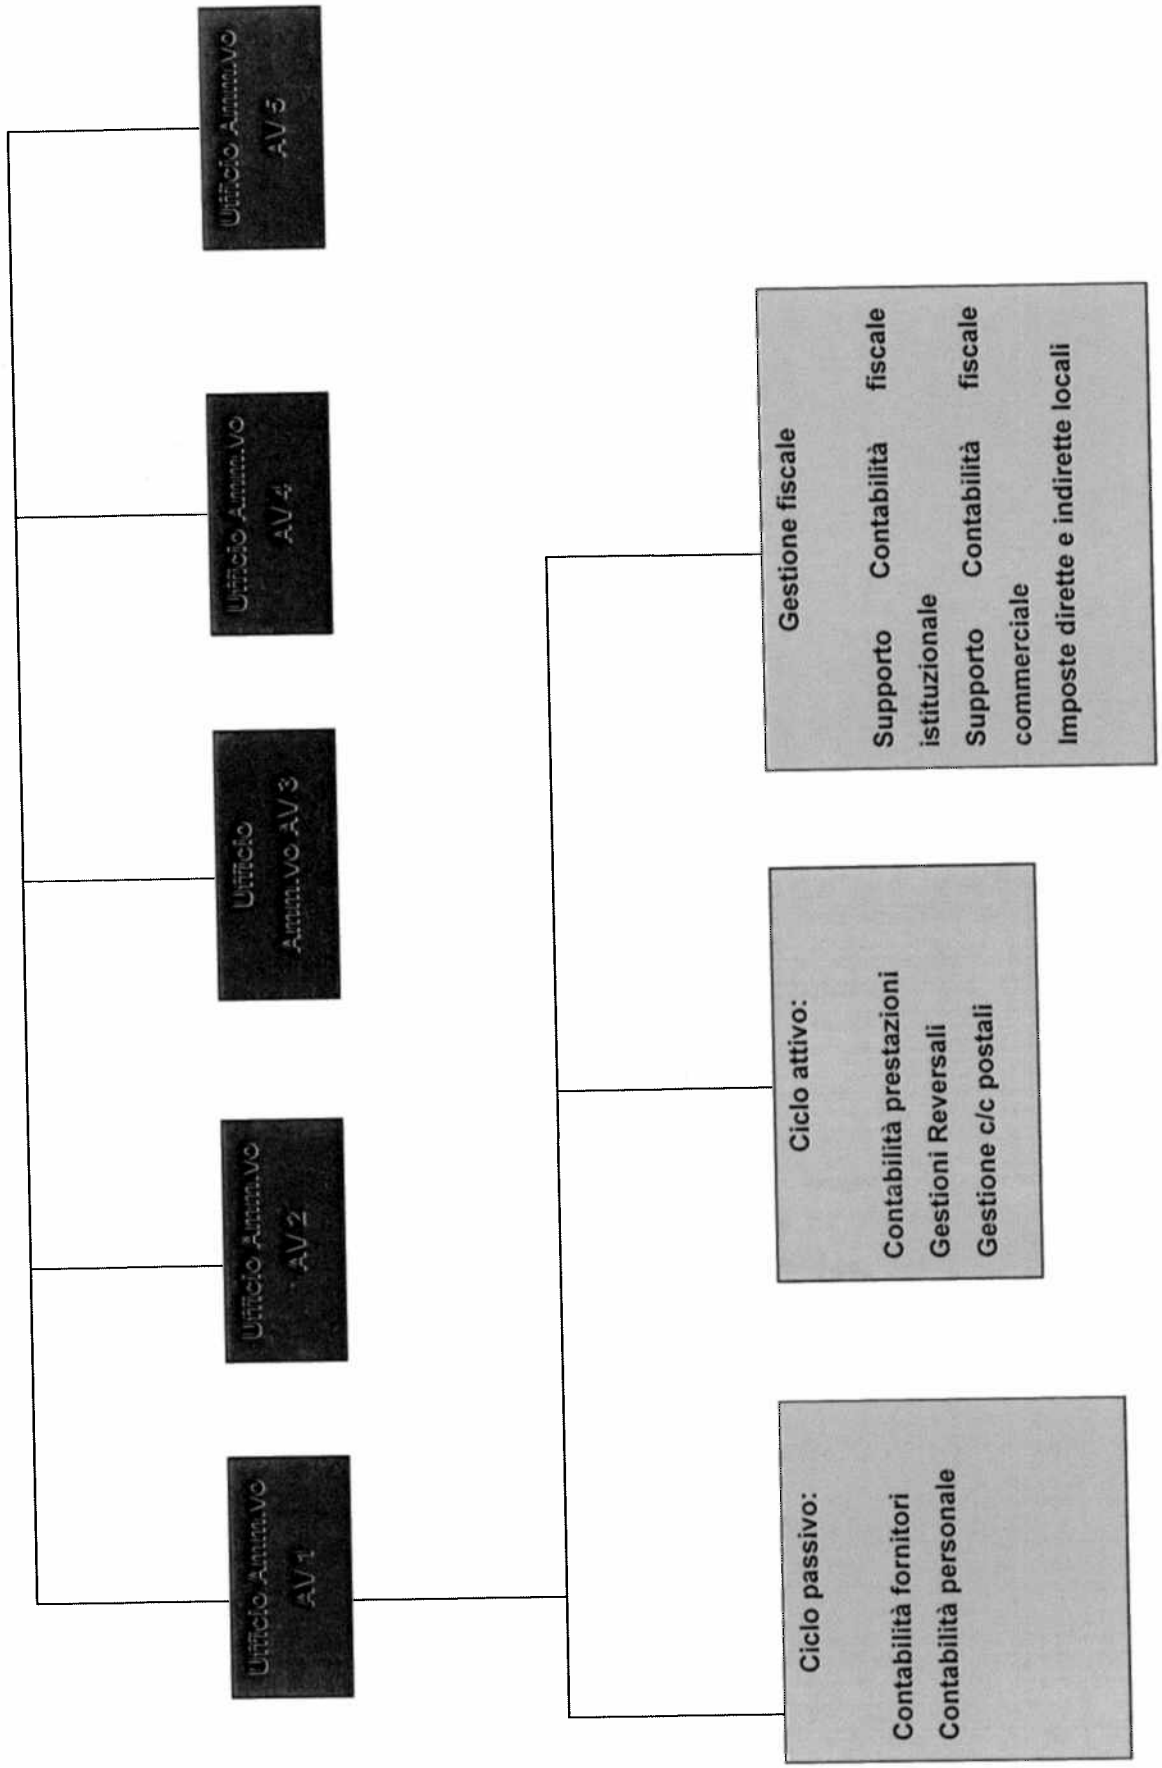 Ufficio Amm.vo
AV 1
Ufficio Amm.vo
AV 2
Ufficio
Amm.vo AV 3
Ufficio Amm.vo
AV 4
Ufficio Amm.vo
AV 5
Ciclo passivo:
Contabilità fornitori
Contabilità personale
Ciclo attivo:
Contabilità prestazioni
Gestioni Reversali
Gestione c/c postali
Gestione fiscale
Supporto Contabilità fiscale
istituzionale
Supporto Contabilità fiscale
commerciale
Imposte dirette e indirette locali